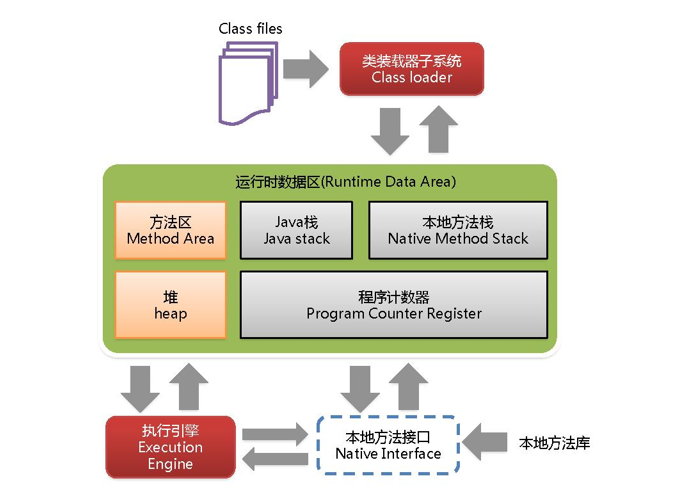 Class files
类装载器子系统
Class loader
运行时数据区(Runtime Data Area)
方法区
Method Area
Java栈
Java stack
本地方法栈
Native Method Stack
堆
heap
程序计数器
Program Counter Register
执行引擎
Execution
Engine
本地方法接口
Native Interface
本地方法库